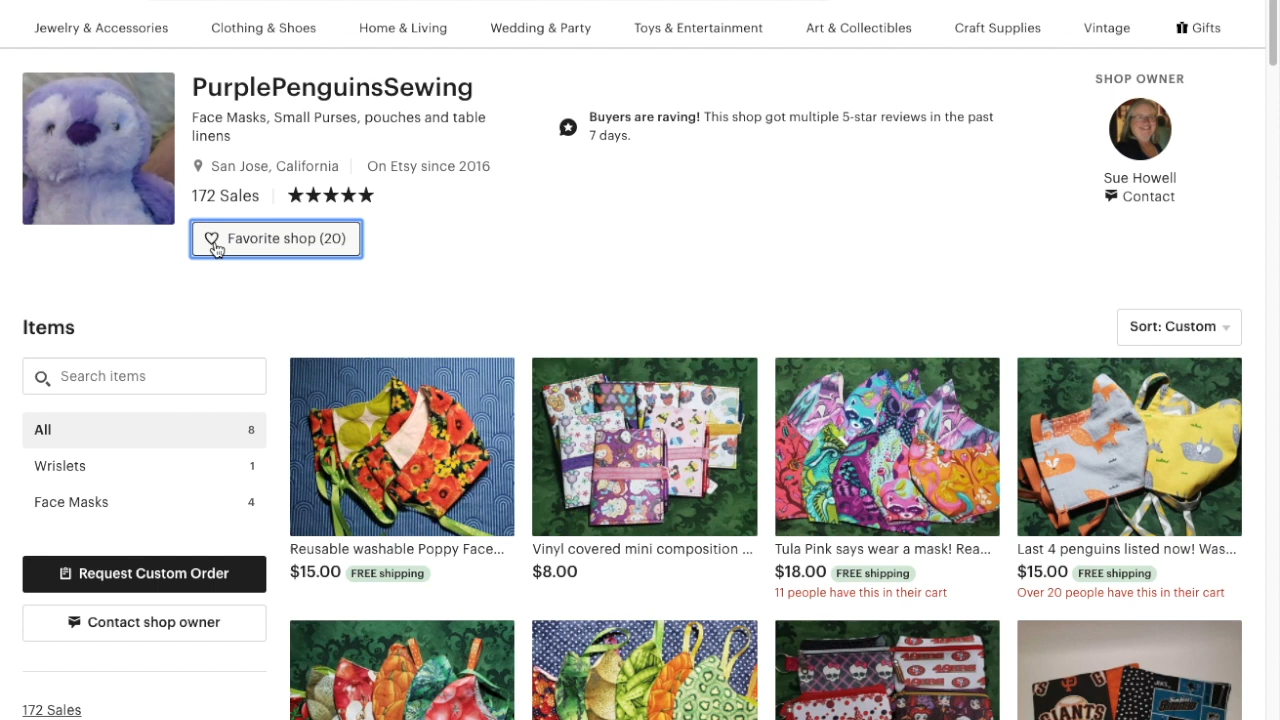 Jewelry & Accessories
Clothing & Shoes
Home & Living
Wedding & Party
Toys & Entertainment
Art & Collectibles
Craft Supplies
Vintage
Gifts
PurplePenguinsSewing
Face Masks, Small Purses, pouches and table
linens
San Jose, California
On Etsy since 2016
172 Sales
Favorite shop (20)
Buyers are raving! This shop got multiple 5-star reviews in the past
7 days.
SHOP OWNER
Sue Howell
Contact
Items
Sort: Custom
Search items
All 8
Wrislets 1
Face Masks 4
Request Custom Order
Contact shop owner
172 Sales
Reusable washable Poppy Face...
$15.00 FREE shipping
Vinyl covered mini composition ...
$8.00
Tula Pink says wear a mask! Rea...
$18.00 FREE shipping
11 people have this in their cart
Last 4 penguins listed now! Was...
$15.00 FREE shipping
Over 20 people have this in their cart
49ERS
GIANTS